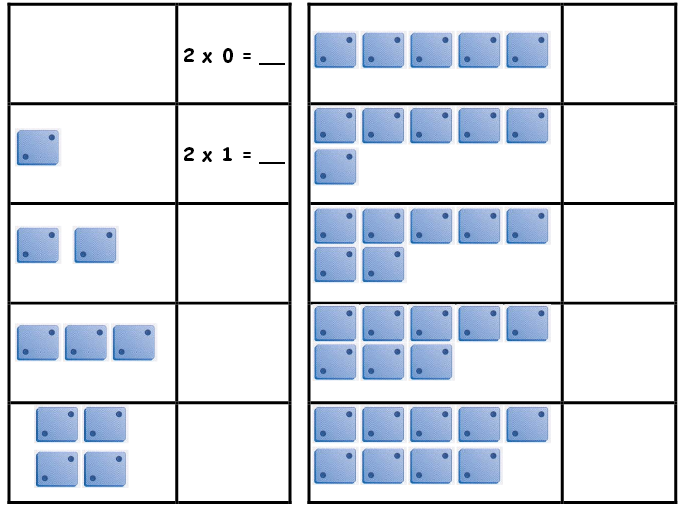 2 x 0 = __
2 x 1 = __